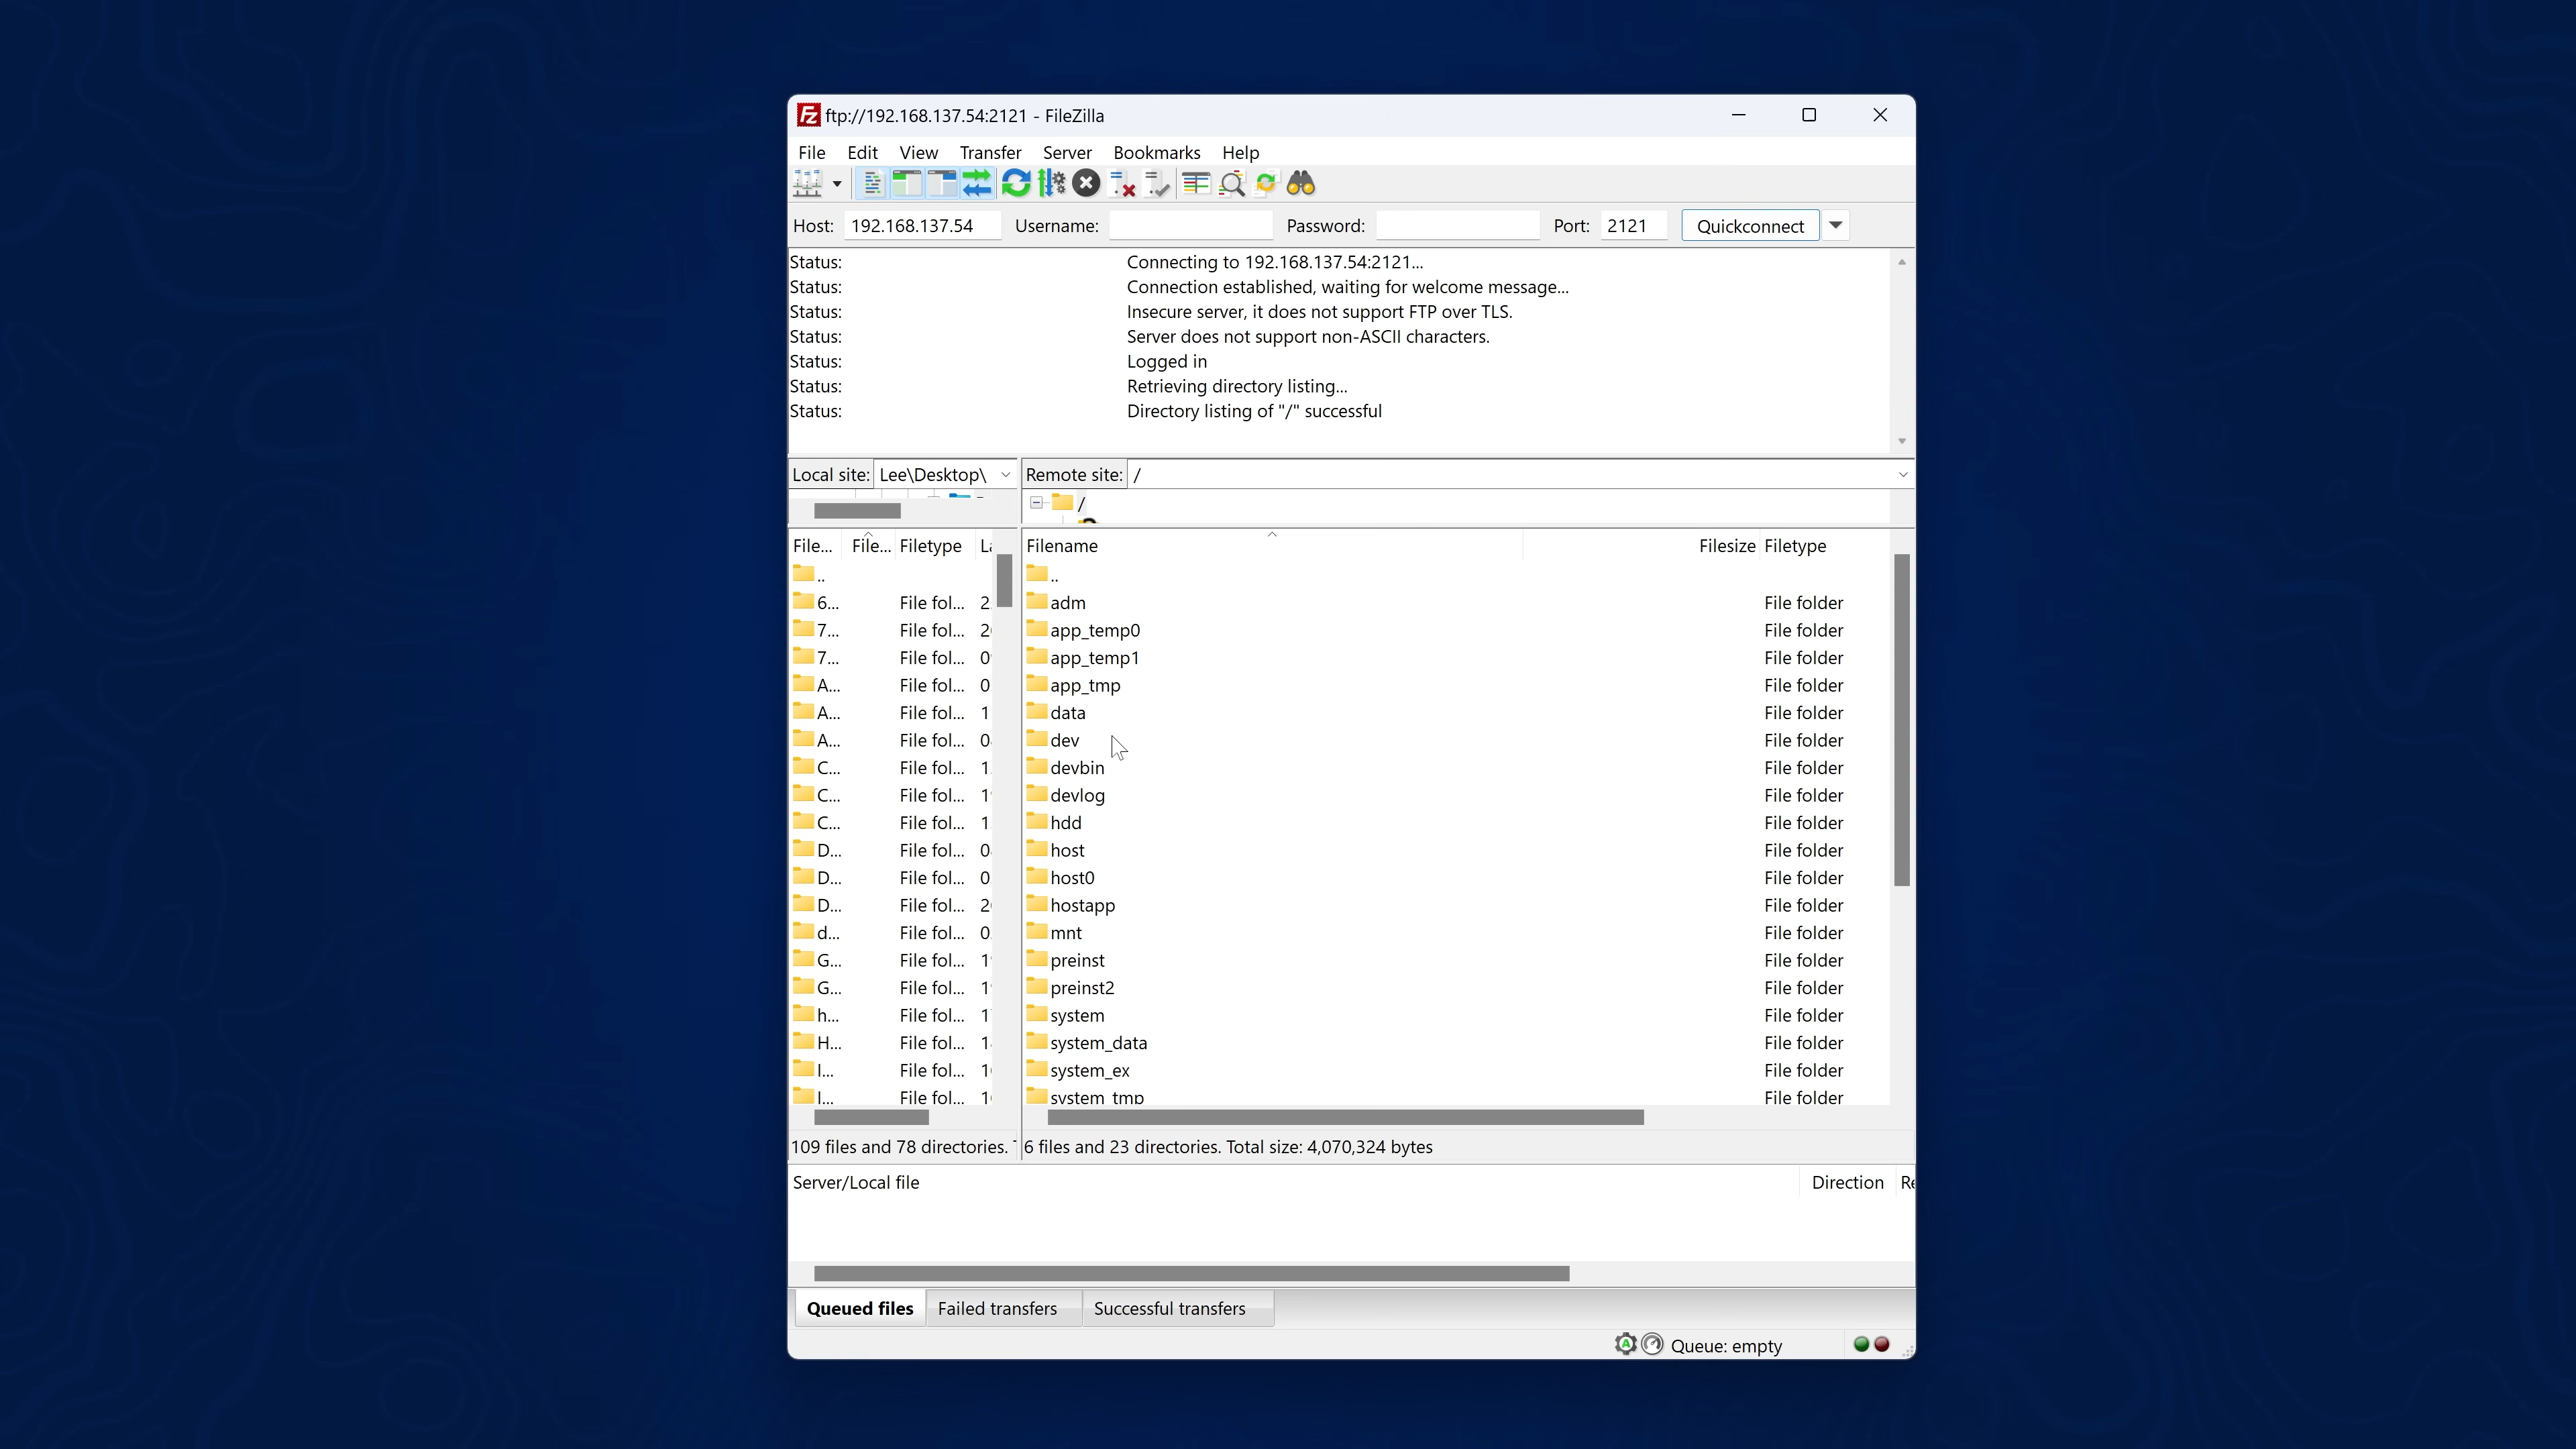 ftp://192.168.137.54:2121 - FileZilla
File Edit View Transfer Server Bookmarks Help
Host: 192.168.137.54 Username: Password: Port: 2121 Quickconnect
Status: Connecting to 192.168.137.54:2121...
Status: Connection established, waiting for welcome message...
Status: Insecure server, it does not support FTP over TLS.
Status: Server does not support non-ASCII characters.
Status: Logged in
Status: Retrieving directory listing...
Status: Directory listing of "/" successful
Local site: Lee\Desktop\ Remote site: /
/
File... File... Filetype Filename Filesize Filetype
.. ..
6... File fol... adm File folder
7... File fol... app_temp0 File folder
7... File fol... app_temp1 File folder
A... File fol... app_tmp File folder
A... File fol... data File folder
A... File fol... dev File folder
C... File fol... devbin File folder
C... File fol... devlog File folder
C... File fol... hdd File folder
D... File fol... host File folder
D... File fol... host0 File folder
D... File fol... hostapp File folder
d... File fol... mnt File folder
G... File fol... preinst File folder
G... File fol... preinst2 File folder
h... File fol... system File folder
H... File fol... system_data File folder
I... File fol... system_ex File folder
I... File fol... system_tmp File folder
109 files and 78 directories. 6 files and 23 directories. Total size: 4,070,324 bytes
Server/Local file Direction
Queued files Failed transfers Successful transfers
Queue: empty